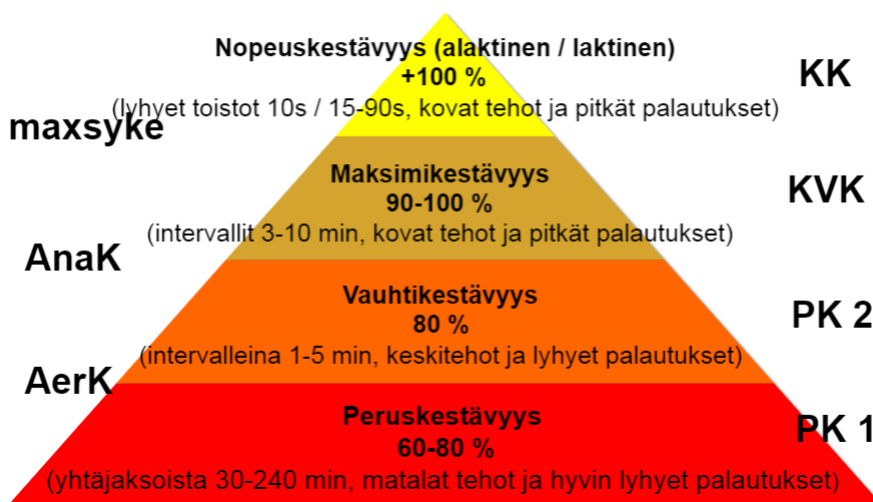 Nopeuskestävyys (alaktinen / laktinen)
+100 %
(lyhyet toistot 10s / 15-90s, kovat tehot ja pitkät palautukset)
KK
maxsyke
Maksimikestävyys
90-100 %
(intervallit 3-10 min, kovat tehot ja pitkät palautukset)
KVK
AnaK
Vauhtikestävyys
80 %
(intervalleina 1-5 min, keskitehot ja lyhyet palautukset)
PK 2
AerK
Peruskestävyys
60-80 %
(yhtäjaksoista 30-240 min, matalat tehot ja hyvin lyhyet palautukset)
PK 1